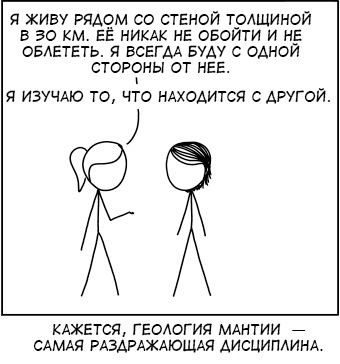 Я ЖИВУ РЯДОМ СО СТЕНОЙ ТОЛЩИНОЙ
В 30 КМ. ЕЁ НИКАК НЕ ОБОЙТИ И НЕ
ОБЛЕТЕТЬ. Я ВСЕГДА БУДУ С ОДНОЙ
СТОРОНЫ ОТ НЕЕ.
Я ИЗУЧАЮ ТО, ЧТО НАХОДИТСЯ С ДРУГОЙ.
КАЖЕТСЯ, ГЕОЛОГИЯ МАНТИИ —
САМАЯ РАЗДРАЖАЮЩАЯ ДИСЦИПЛИНА.